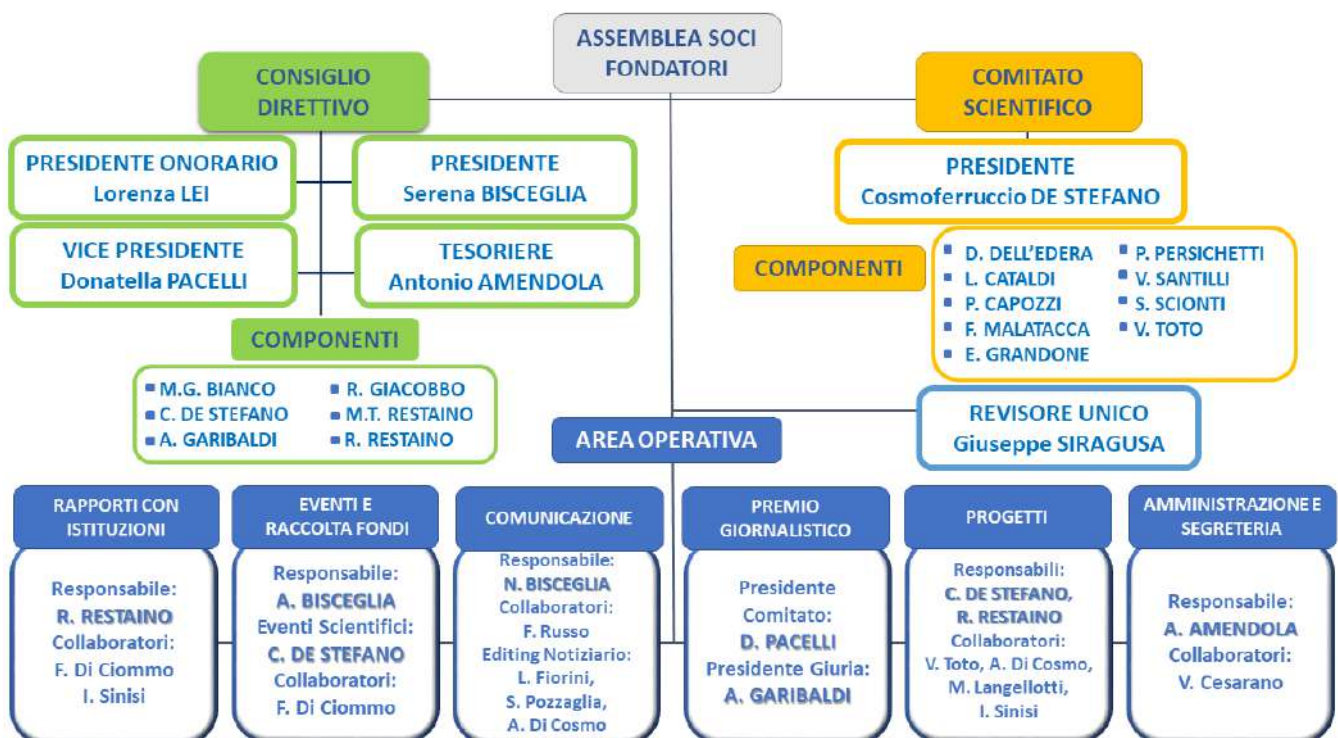 ASSEMBLEA SOCI
FONDATORI
CONSIGLIO
DIRETTIVO
PRESIDENTE ONORARIO
Lorenza LEI
PRESIDENTE
Serena BISCEGLIA
VICE PRESIDENTE
Donatella PACELLI
TESORIERE
Antonio AMENDOLA
COMPONENTI
M.G. BIANCO
C. DE STEFANO
A. GARIBALDI
R. GIACOBBO
M.T. RESTAINO
R. RESTAINO
COMITATO
SCIENTIFICO
PRESIDENTE
Cosmoferruccio DE STEFANO
COMPONENTI
D. DELL'EDERA
L. CATALDI
P. CAPOZZI
F. MALATACCA
E. GRANDONE
P. PERSICHETTI
V. SANTILLI
S. SCIONTI
V. TOTO
REVISORE UNICO
Giuseppe SIRAGUSA
AREA OPERATIVA
RAPPORTI CON
ISTITUZIONI
Responsabile:
R. RESTAINO
Collaboratori:
F. Di Ciommo
I. Sinisi
EVENTI E
RACCOLTA FONDI
Responsabile:
A. BISCEGLIA
Eventi Scientifici:
C. DE STEFANO
Collaboratori:
F. Di Ciommo
COMUNICAZIONE
Responsabile:
N. BISCEGLIA
Collaboratori:
F. Russo
Editing Notiziario:
L. Fiorini,
S. Pozzaglia,
A. Di Cosmo
PREMIO
GIORNALISTICO
Presidente
Comitato:
D. PACELLI
Presidente Giuria:
A. GARIBALDI
PROGETTI
Responsabili:
C. DE STEFANO,
R. RESTAINO
Collaboratori:
V. Toto, A. Di Cosmo,
M. Langellotti,
I. Sinisi
AMMINISTRAZIONE E
SEGRETERIA
Responsabile:
A. AMENDOLA
Collaboratori:
V. Cesarano